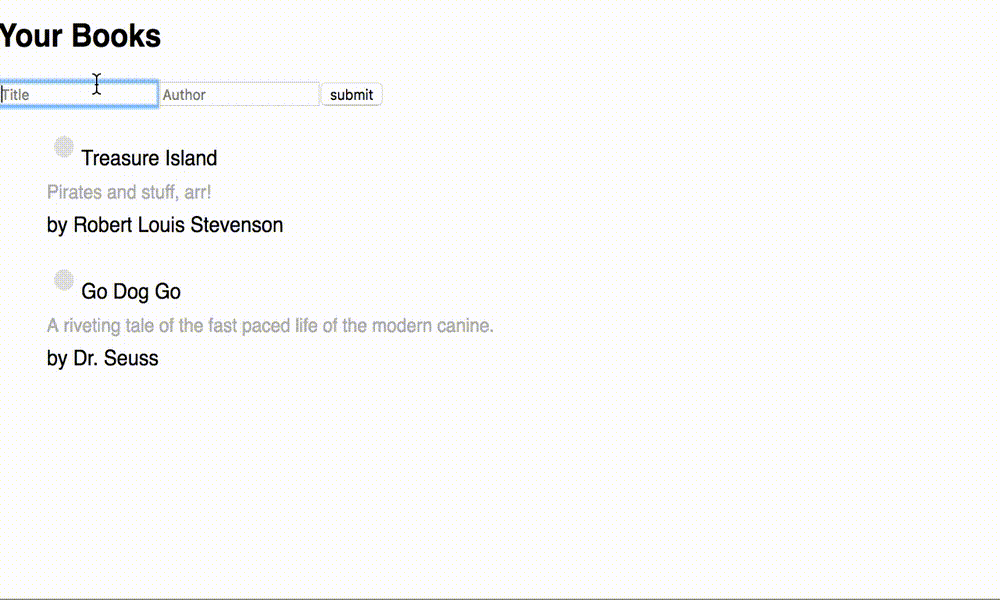 Your Books
Title Author submit
Treasure Island
Pirates and stuff, arr!
by Robert Louis Stevenson
Go Dog Go
A riveting tale of the fast paced life of the modern canine.
by Dr. Seuss